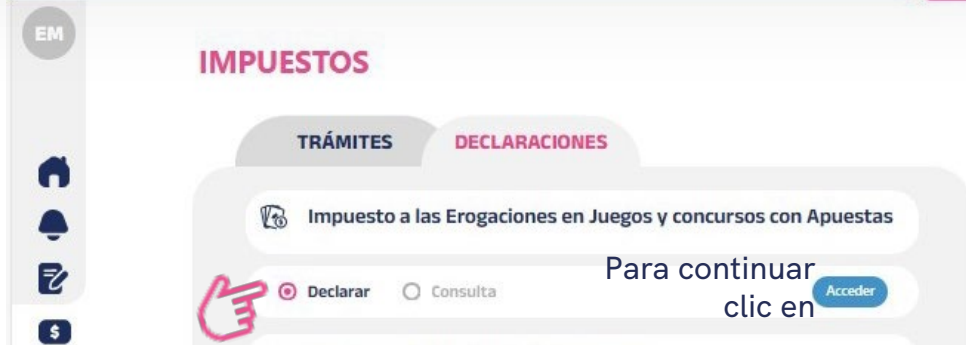 EM
IMPUESTOS
TRÁMITES DECLARACIONES
Impuesto a las Erogaciones en Juegos y concursos con Apuestas
Declarar Consulta
Para continuar
clic en
Acceder
$